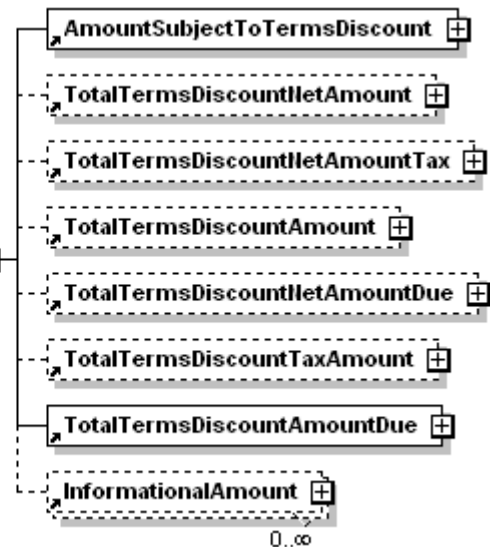 AmountSubjectToTermsDiscount
TotalTermsDiscountNetAmount
TotalTermsDiscountNetAmountTax
TotalTermsDiscountAmount
TotalTermsDiscountNetAmountDue
TotalTermsDiscountTaxAmount
TotalTermsDiscountAmountDue
InformationalAmount
0..∞